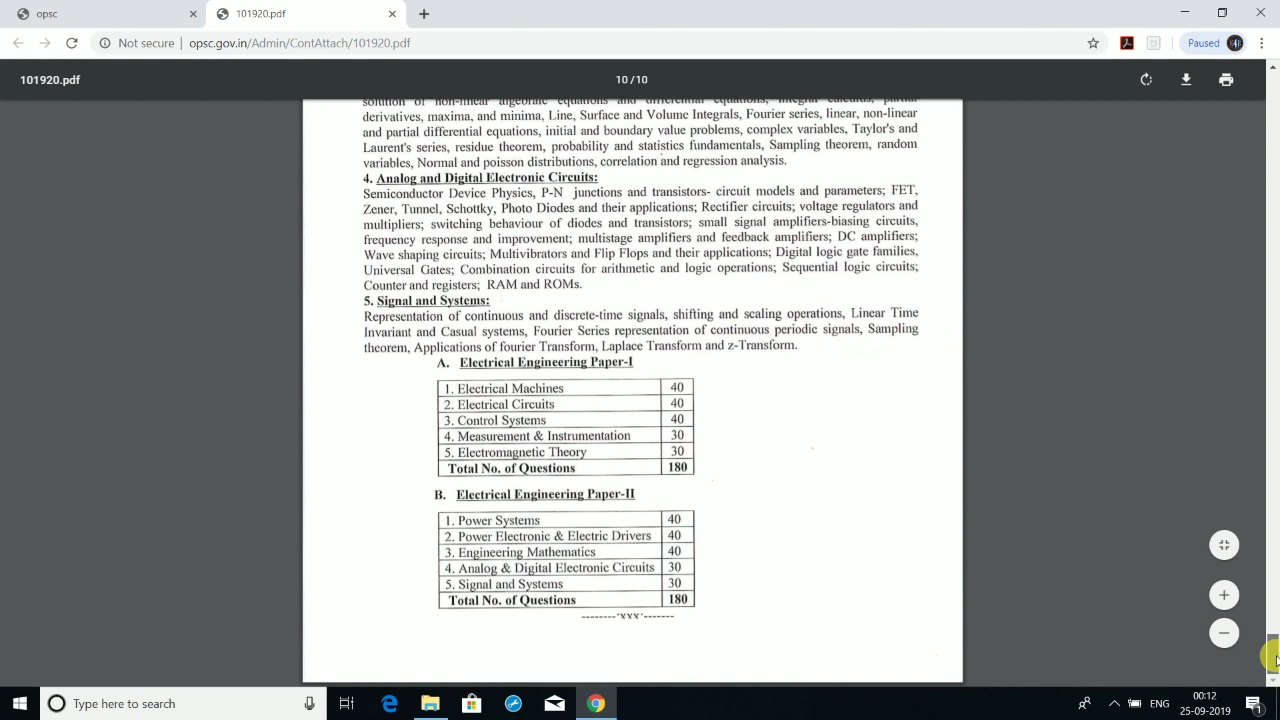 opsc
101920.pdf
Not secure | opsc.gov.in/Admin/ContAttach/101920.pdf
Paused
101920.pdf
10 / 10
solution of non-linear algebraic equations and differential equations, integral calculus, partial
derivatives, maxima, and minima, Line, Surface and Volume Integrals, Fourier series, linear, non-linear
and partial differential equations, initial and boundary value problems, complex variables, Taylor's and
Laurent's series, residue theorem, probability and statistics fundamentals, Sampling theorem, random
variables, Normal and poisson distributions, correlation and regression analysis.
4. Analog and Digital Electronic Circuits:
Semiconductor Device Physics, P-N junctions and transistors- circuit models and parameters; FET,
Zener, Tunnel, Schottky, Photo Diodes and their applications; Rectifier circuits; voltage regulators and
multipliers; switching behaviour of diodes and transistors; small signal amplifiers-biasing circuits,
frequency response and improvement; multistage amplifiers and feedback amplifiers; DC amplifiers;
Wave shaping circuits; Multivibrators and Flip Flops and their applications; Digital logic gate families,
Universal Gates; Combination circuits for arithmetic and logic operations; Sequential logic circuits;
Counter and registers; RAM and ROMs.
5. Signal and Systems:
Representation of continuous and discrete-time signals, shifting and scaling operations, Linear Time
Invariant and Casual systems, Fourier Series representation of continuous periodic signals, Sampling
theorem, Applications of fourier Transform, Laplace Transform and z-Transform.
A. Electrical Engineering Paper-I
1. Electrical Machines 40
2. Electrical Circuits 40
3. Control Systems 40
4. Measurement & Instrumentation 30
5. Electromagnetic Theory 30
Total No. of Questions 180
B. Electrical Engineering Paper-II
1. Power Systems 40
2. Power Electronic & Electric Drivers 40
3. Engineering Mathematics 40
4. Analog & Digital Electronic Circuits 30
5. Signal and Systems 30
Total No. of Questions 180
--------'XXX'-------
Type here to search
ENG
00:12
25-09-2019
1